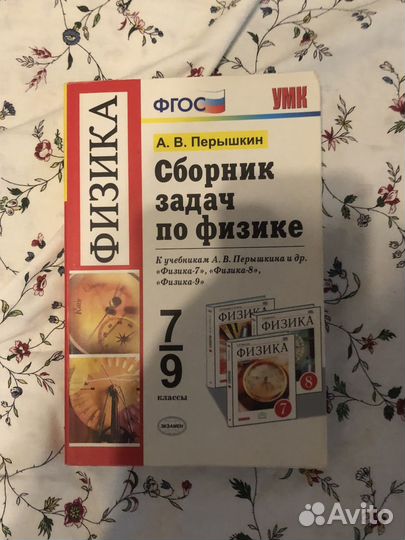 ФГОС
УМК
ФИЗИКА
А. В. Перышкин
Сборник
задач
по физике
К учебникам А. В. Перышкина и др.
«Физика-7», «Физика-8»,
«Физика-9»
7
9
классы
ФИЗИКА
ФИЗИКА
8
ФИЗИКА
7
ЭКЗАМЕН
Avito